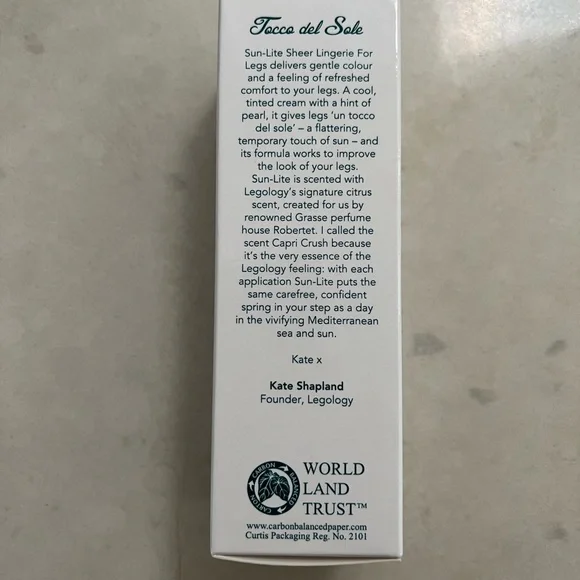 Tocco del Sole
Sun-Lite Sheer Lingerie For
Legs delivers gentle colour
and a feeling of refreshed
comfort to your legs. A cool,
tinted cream with a hint of
pearl, it gives legs ‘un tocco
del sole’ – a flattering,
temporary touch of sun – and
its formula works to improve
the look of your legs.
Sun-Lite is scented with
Legology's signature citrus
scent, created for us by
renowned Grasse perfume
house Robertet. I called the
scent Capri Crush because
it's the very essence of the
Legology feeling: with each
application Sun-Lite puts the
same carefree, confident
spring in your step as a day
in the vivifying Mediterranean
sea and sun.
Kate x
Kate Shapland
Founder, Legology
CARBON BALANCED CARBON BALANCED
WORLD
LAND
TRUST™
www.carbonbalancedpaper.com
Curtis Packaging Reg. No. 2101